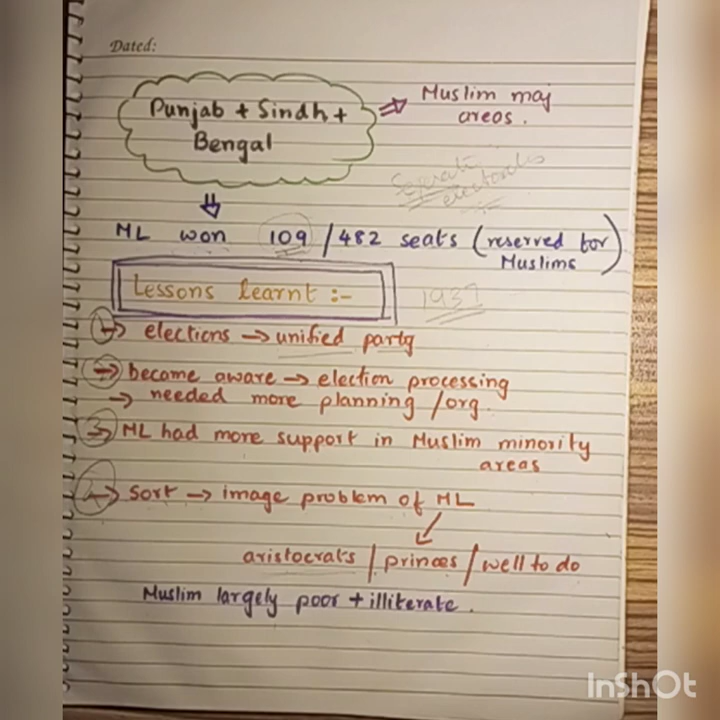 Dated:
Punjab + Sindh +
Bengal
⇒ Muslim maj
areas.
Separate
electorates
⇓
ML won 109 / 482 seats (reserved for
Muslims)
Lessons learnt :-
1937
1→ elections → unified party
2→ become aware → election processing
→ needed more planning / org.
3→ ML had more support in Muslim minority
areas
4→ sort → image problem of ML
aristocrats / princes / well to do
Muslim largely poor + illiterate.
InShOt